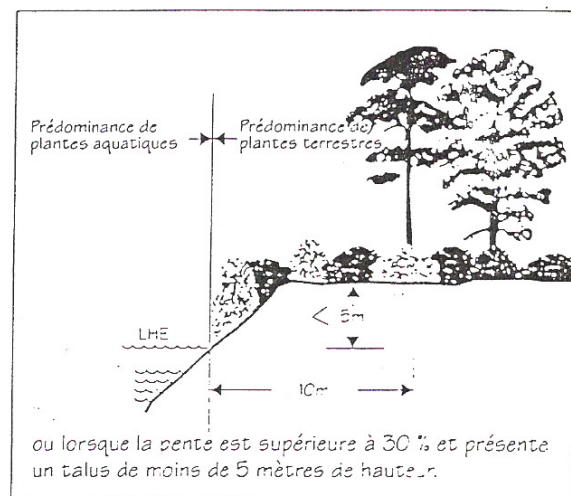 Prédominance de
plantes aquatiques
Prédominance de
plantes terrestres
LHE
< 5m
10m
ou lorsque la pente est supérieure à 30 % et présente
un talus de moins de 5 mètres de hauteur.